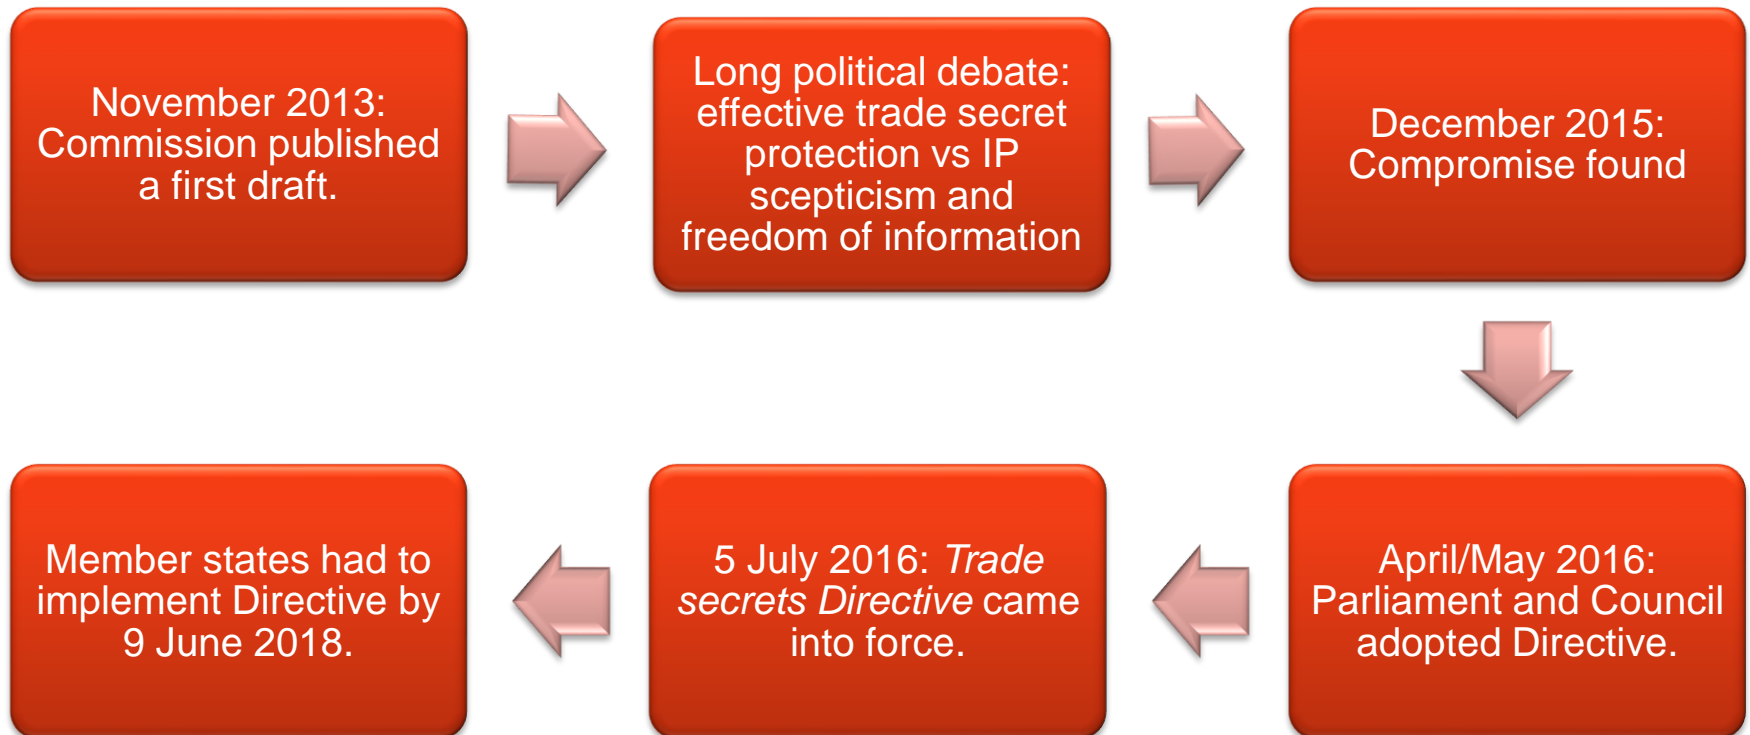 November 2013:
Commission published
a first draft.
Long political debate:
effective trade secret
protection vs IP
scepticism and
freedom of information
December 2015:
Compromise found
April/May 2016:
Parliament and Council
adopted Directive.
5 July 2016: Trade
secrets Directive came
into force.
Member states had to
implement Directive by
9 June 2018.